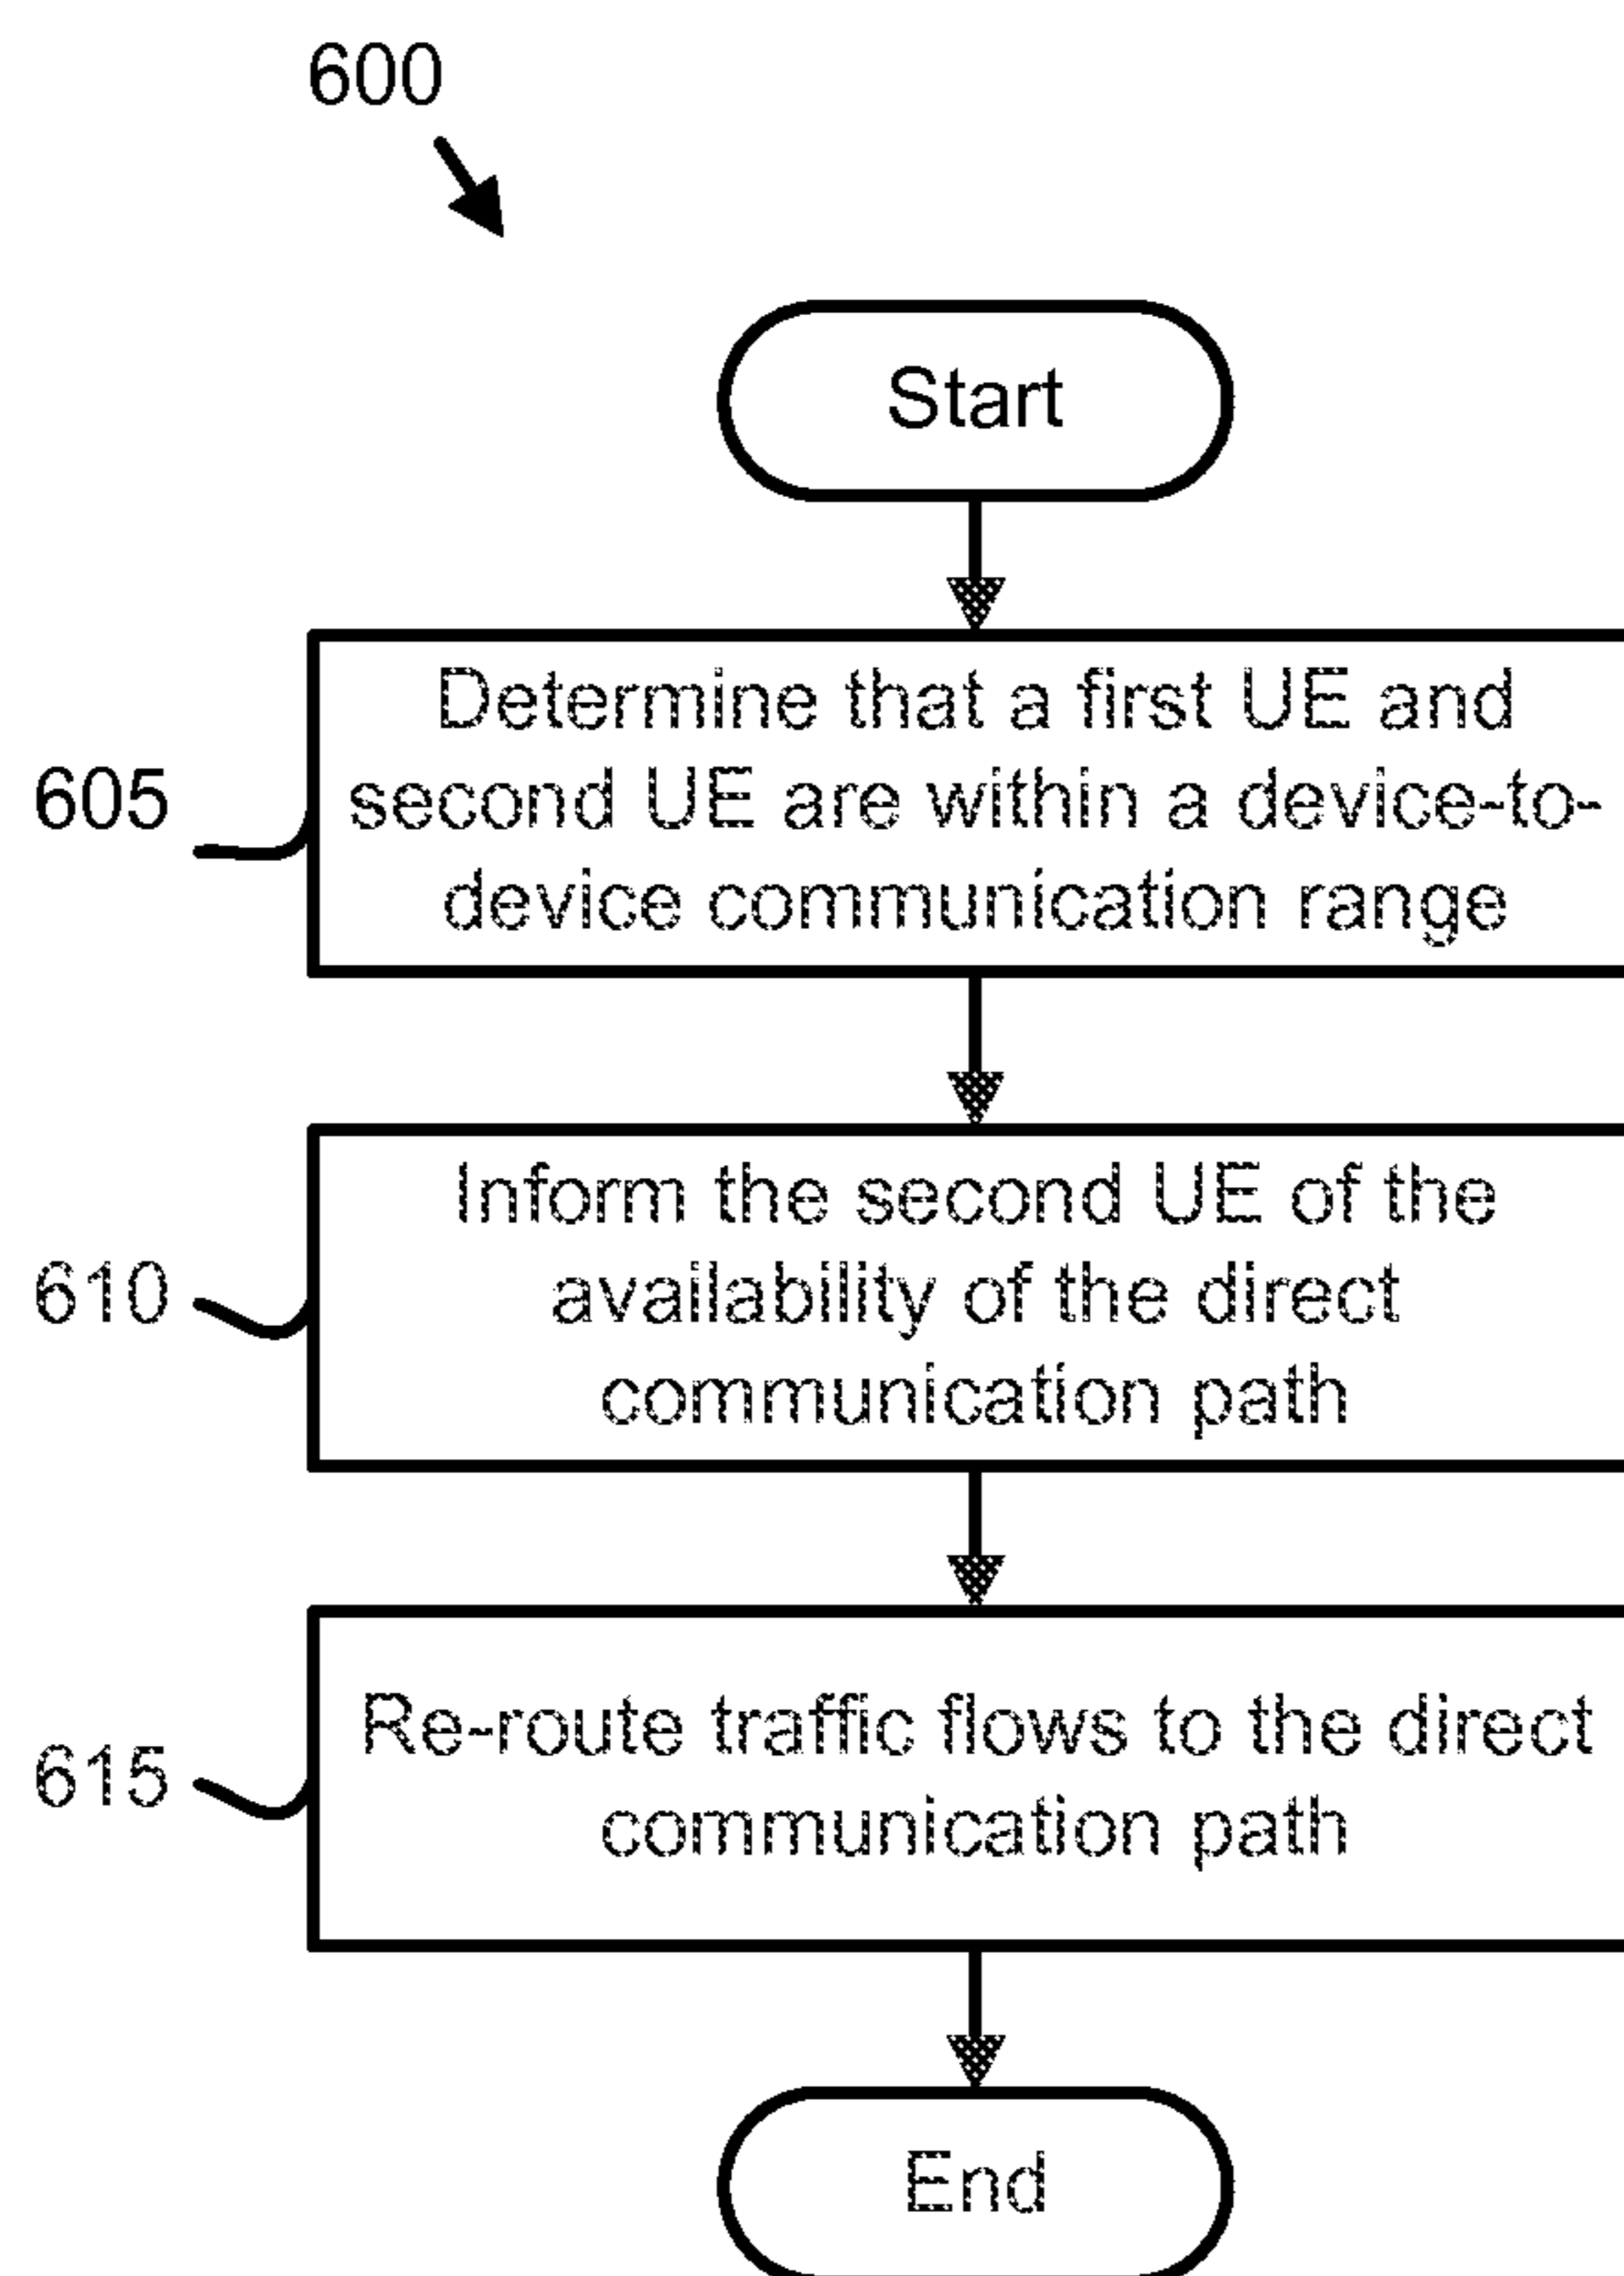 600
Start
605
Determine that a first UE and
second UE are within a device-to-
device communication range
610
Inform the second UE of the
availability of the direct
communication path
615
Re-route traffic flows to the direct
communication path
End